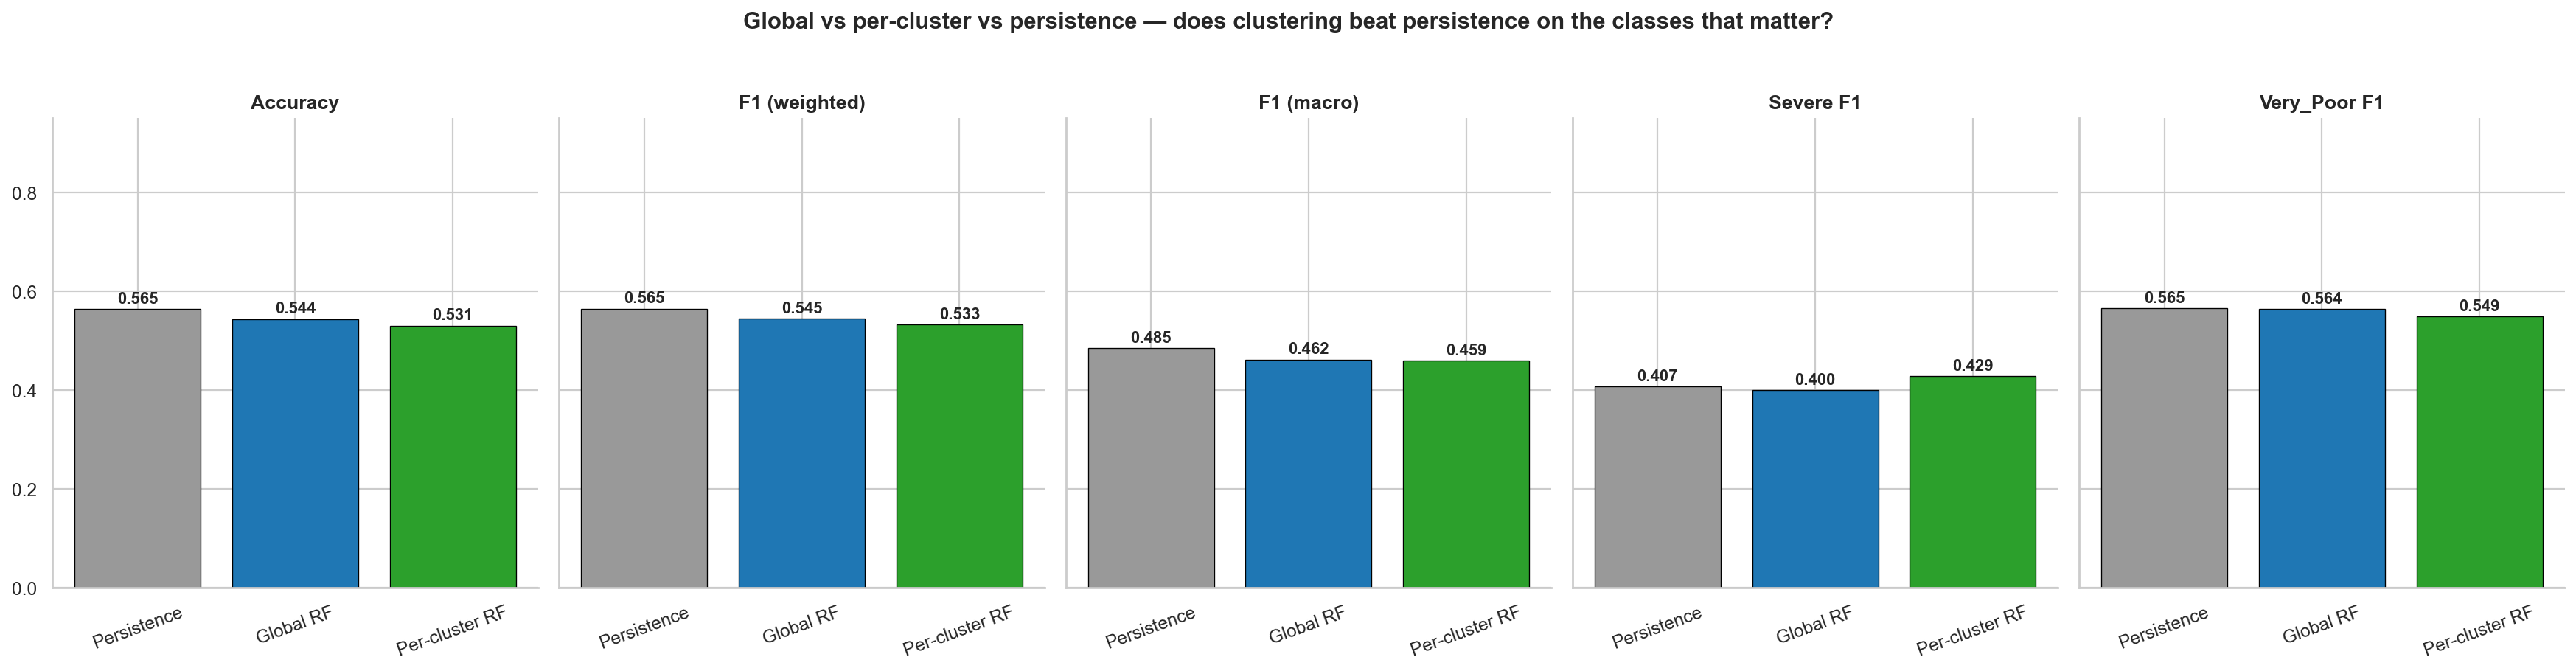 Global vs per-cluster vs persistence — does clustering beat persistence on the classes that matter?
Accuracy
F1 (weighted)
F1 (macro)
Severe F1
Very_Poor F1
0.8
0.6
0.4
0.2
0.0
0.565
0.544
0.531
0.565
0.545
0.533
0.485
0.462
0.459
0.407
0.400
0.429
0.565
0.564
0.549
Persistence
Global RF
Per-cluster RF
Persistence
Global RF
Per-cluster RF
Persistence
Global RF
Per-cluster RF
Persistence
Global RF
Per-cluster RF
Persistence
Global RF
Per-cluster RF